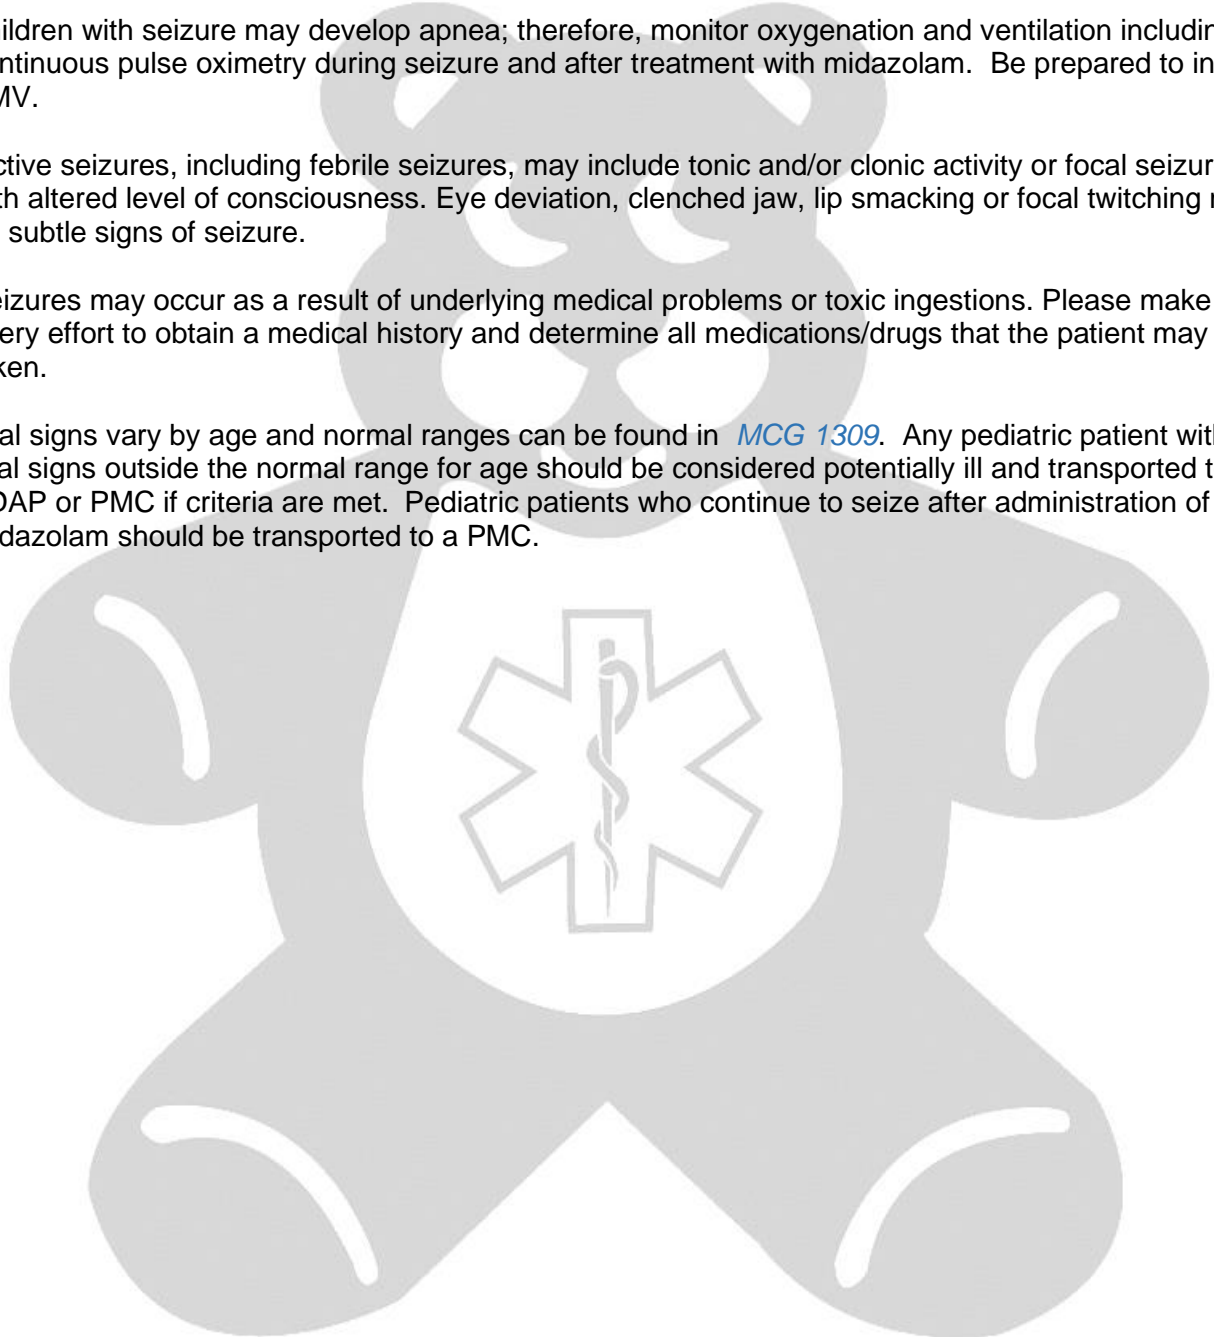 ildren with seizure may develop apnea; therefore, monitor oxygenation and ventilation including
ntinuous pulse oximetry during seizure and after treatment with midazolam.  Be prepared to in
MV.
ctive seizures, including febrile seizures, may include tonic and/or clonic activity or focal seizur
th altered level of consciousness. Eye deviation, clenched jaw, lip smacking or focal twitching
subtle signs of seizure.
eizures may occur as a result of underlying medical problems or toxic ingestions. Please make
ery effort to obtain a medical history and determine all medications/drugs that the patient may
ken.
al signs vary by age and normal ranges can be found in  MCG 1309.  Any pediatric patient with
al signs outside the normal range for age should be considered potentially ill and transported t
DAP or PMC if criteria are met.  Pediatric patients who continue to seize after administration of
dazolam should be transported to a PMC.